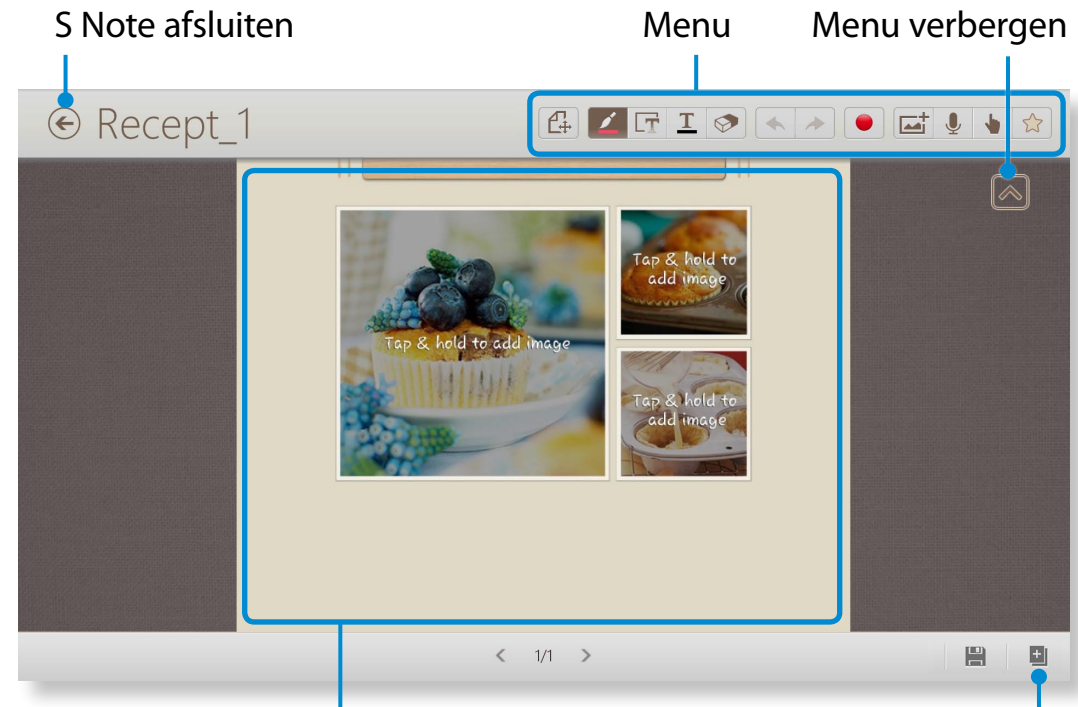 S Note afsluiten
Menu
Menu verbergen
Recept_1
T
T
Tap & hold to add image
Tap & hold to
add image
Tap & hold to
add image
1/1